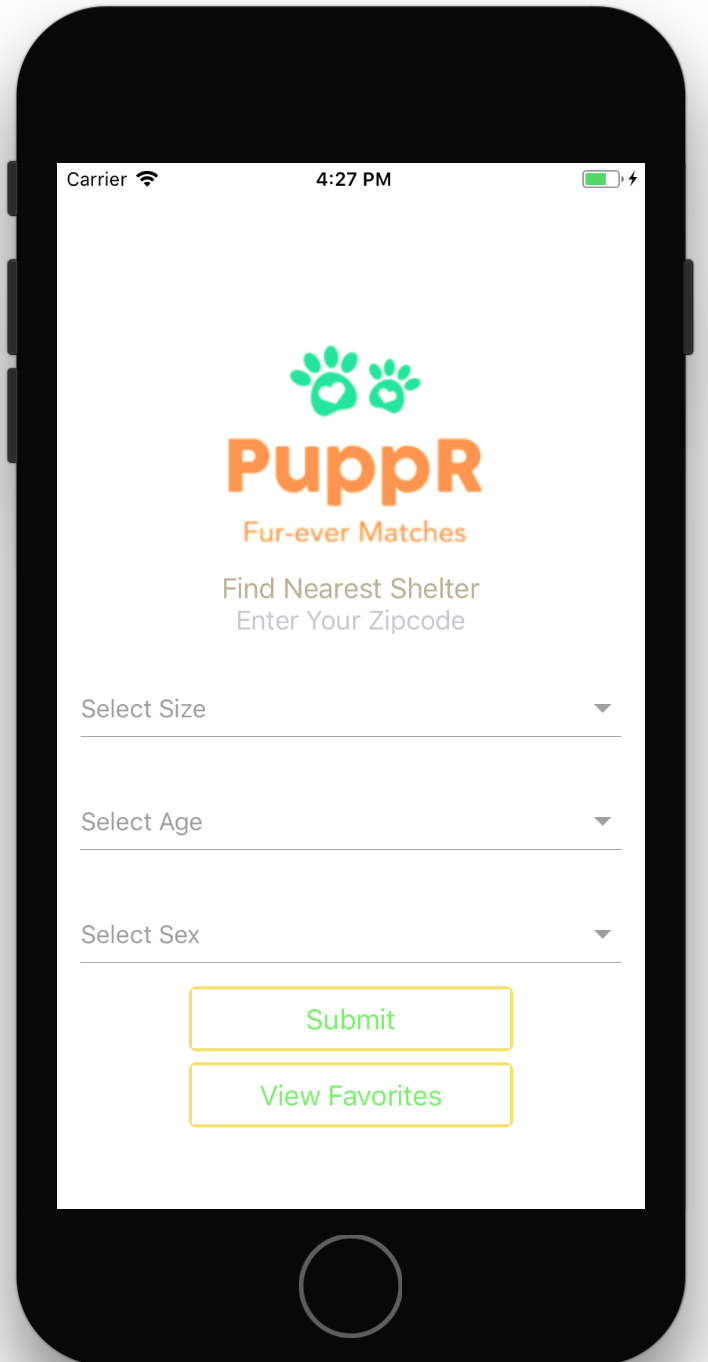 Carrier 4:27 PM
PuppR
Fur-ever Matches
Find Nearest Shelter
Enter Your Zipcode
Select Size
Select Age
Select Sex
Submit
View Favorites